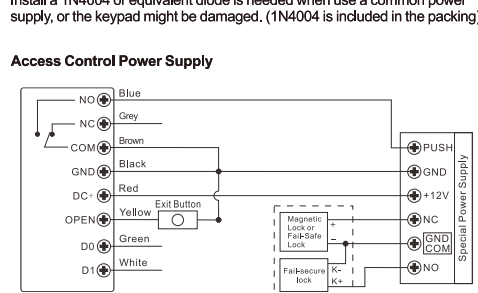 Install a 1N4004 or equivalent diode is needed when use a common power
supply, or the keypad might be damaged. (1N4004 is included in the packing)
Access Control Power Supply
NO Blue
NC Grey
COM Brown
GND Black
DC+ Red
OPEN Yellow Exit Button
D0 Green
D1 White
Magnetic
Lock or
Fail-Safe
Lock
+
−
Fail-secure
lock
K-
K+
PUSH
GND
+12V
NC
GND
COM
NO
Special Power Supply